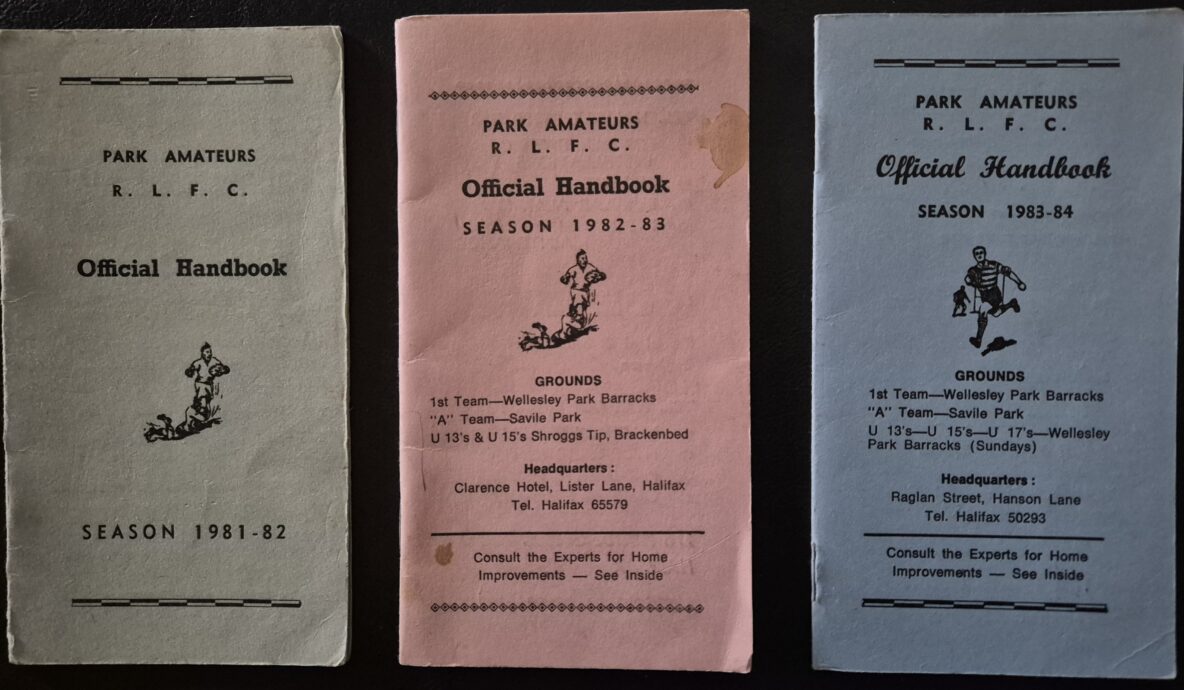 PARK AMATEURS
R. L. F. C.
Official Handbook
SEASON 1981-82
PARK AMATEURS
R. L. F. C.
Official Handbook
SEASON 1982-83
GROUNDS
1st Team—Wellesley Park Barracks
"A" Team—Savile Park
U 13's & U 15's Shroggs Tip, Brackenbed
Headquarters :
Clarence Hotel, Lister Lane, Halifax
Tel. Halifax 65579
Consult the Experts for Home
Improvements — See Inside
PARK AMATEURS
R. L. F. C.
Official Handbook
SEASON 1983-84
GROUNDS
1st Team—Wellesley Park Barracks
"A" Team—Savile Park
U 13's—U 15's—U 17's—Wellesley
Park Barracks (Sundays)
Headquarters :
Raglan Street, Hanson Lane
Tel. Halifax 50293
Consult the Experts for Home
Improvements — See Inside